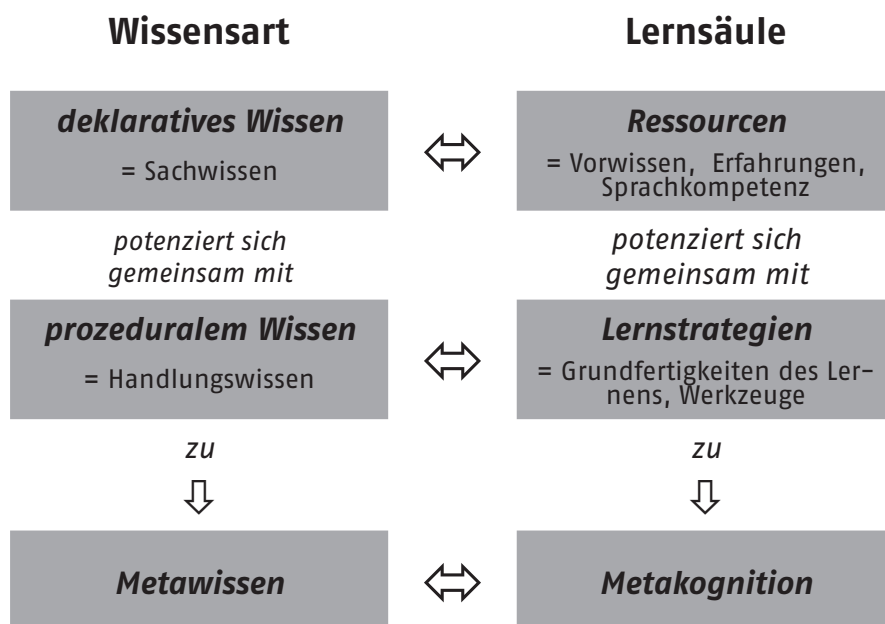 Wissensart
Lernsäule
deklaratives Wissen
= Sachwissen
Ressourcen
= Vorwissen, Erfahrungen,
Sprachkompetenz
potenziert sich
gemeinsam mit
potenziert sich
gemeinsam mit
prozeduralem Wissen
= Handlungswissen
Lernstrategien
= Grundfertigkeiten des Ler-
nens, Werkzeuge
zu
zu
Metawissen
Metakognition